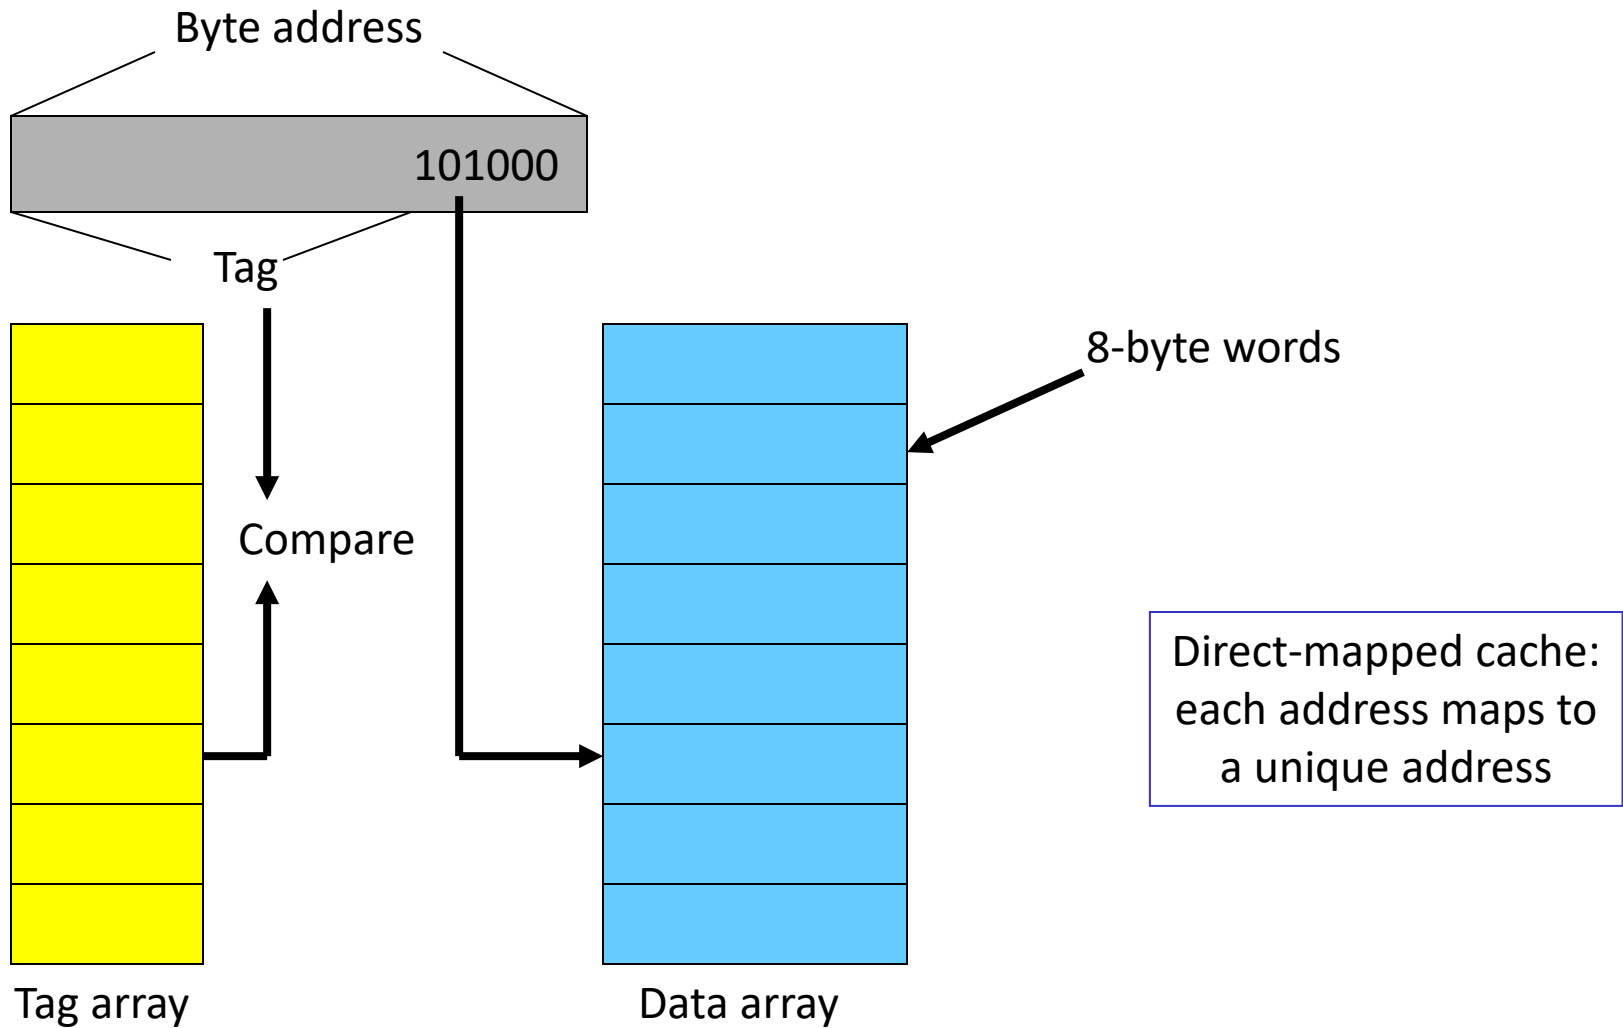 Byte address
101000
Tag
8-byte words
Compare
Direct-mapped cache:
each address maps to
a unique address
Tag array
Data array